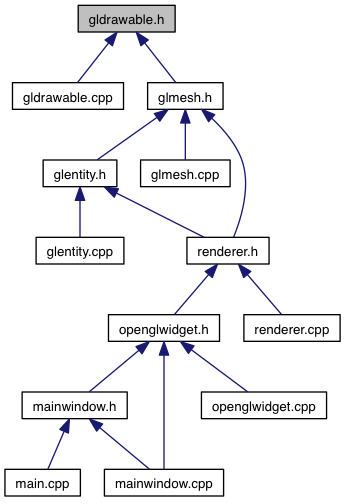 gldrawable.h
gldrawable.cpp
glmesh.h
glentity.h
glmesh.cpp
glentity.cpp
renderer.h
openglwidget.h
renderer.cpp
mainwindow.h
openglwidget.cpp
main.cpp
mainwindow.cpp